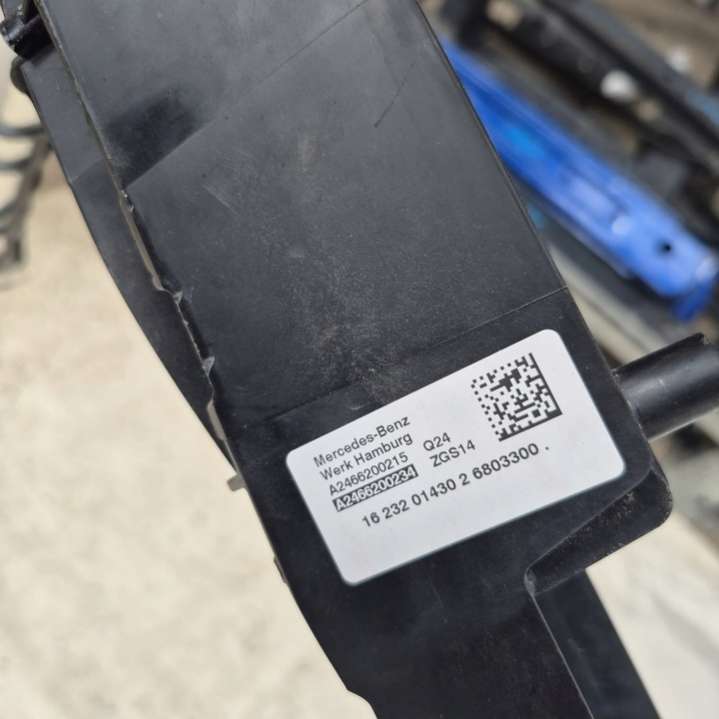 Mercedes-Benz
Werk Hamburg
A2466200215 Q24
A2466200234 ZGS14
16 232 01430 2 6803300 .